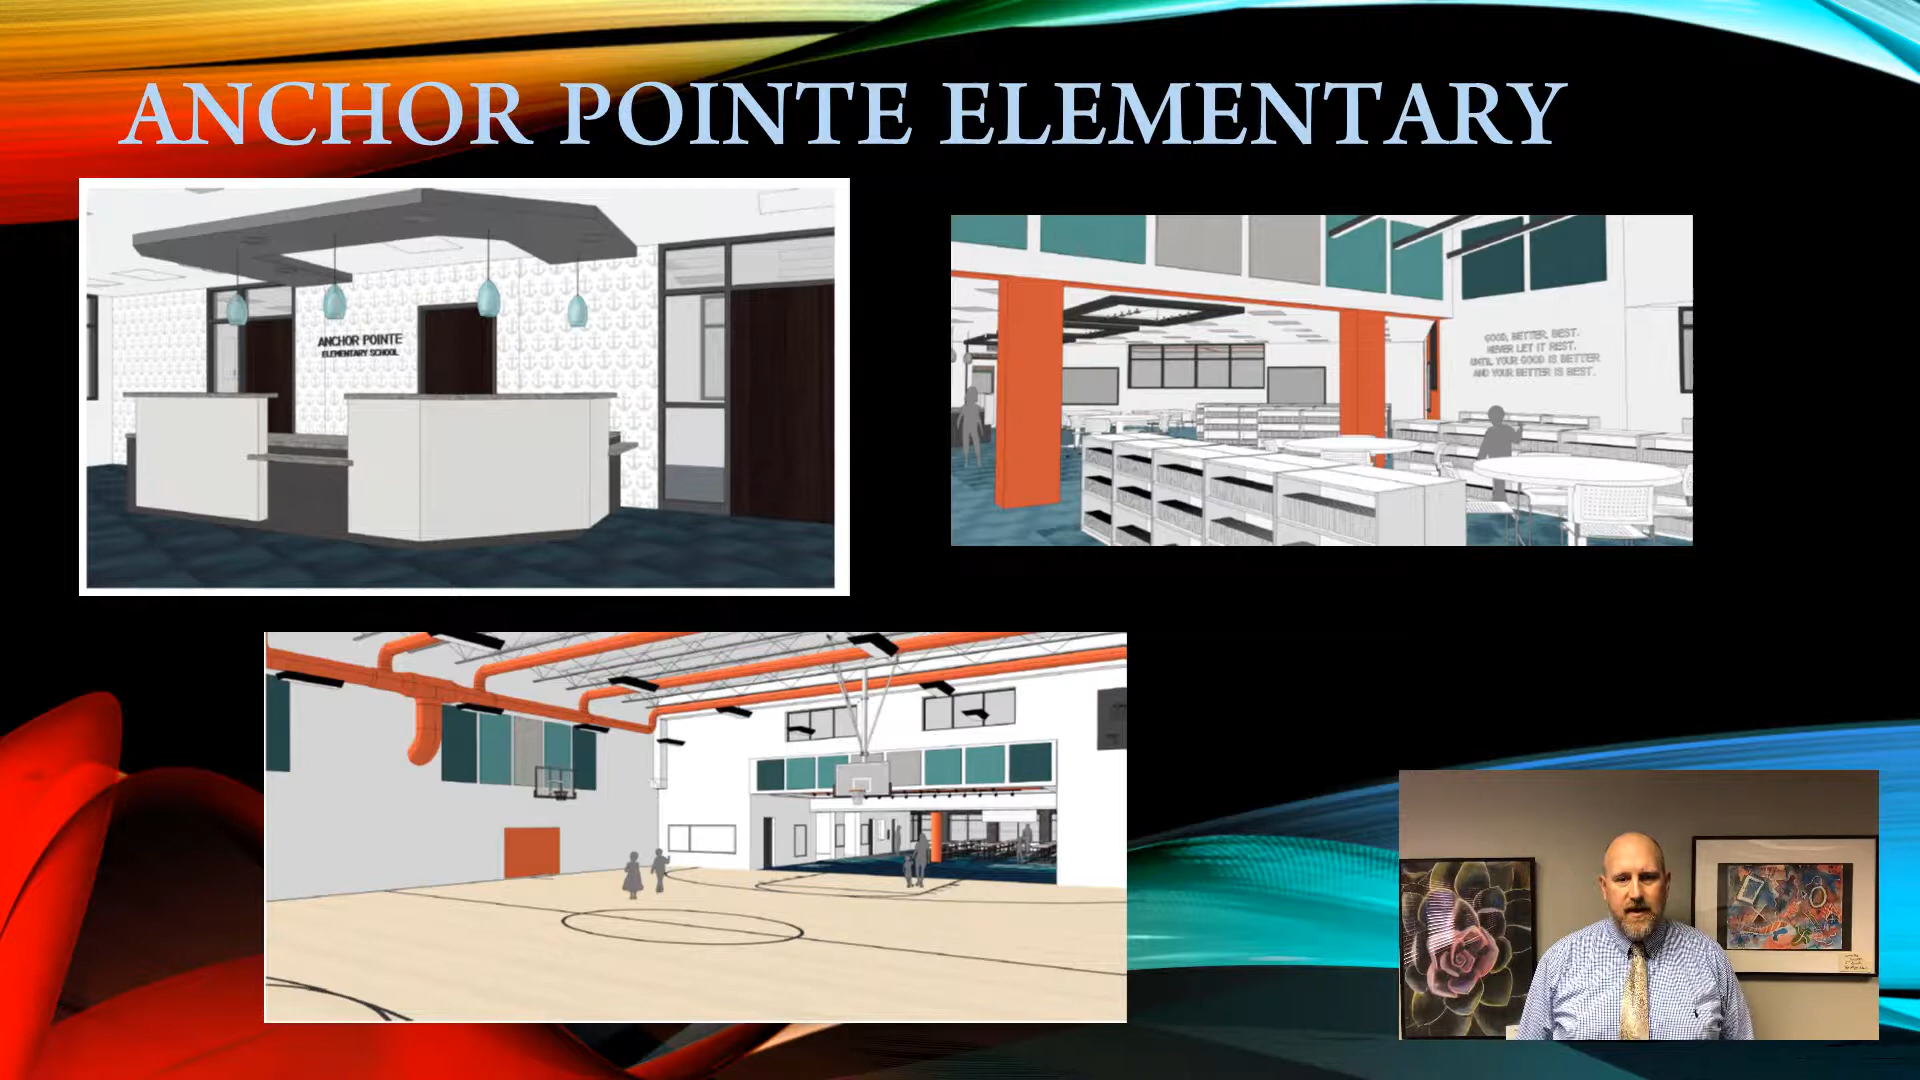 ANCHOR POINTE ELEMENTARY
ANCHOR POINTE
ELEMENTARY SCHOOL
GOOD, BETTER, BEST.
NEVER LET IT REST.
UNTIL YOUR GOOD IS BETTER
AND YOUR BETTER IS BEST.